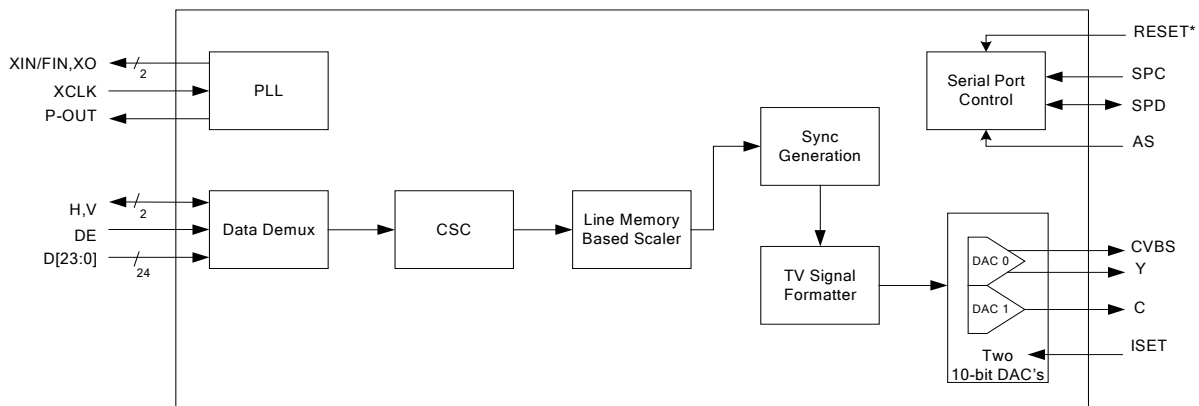 XIN/FIN,XO
2
XCLK
P-OUT
PLL
RESET*
SPC
SPD
AS
Serial Port
Control
Sync
Generation
H,V
2
DE
D[23:0]
24
Data Demux
CSC
Line Memory
Based Scaler
TV Signal
Formatter
DAC 0
DAC 1
Two
10-bit DAC's
CVBS
Y
C
ISET